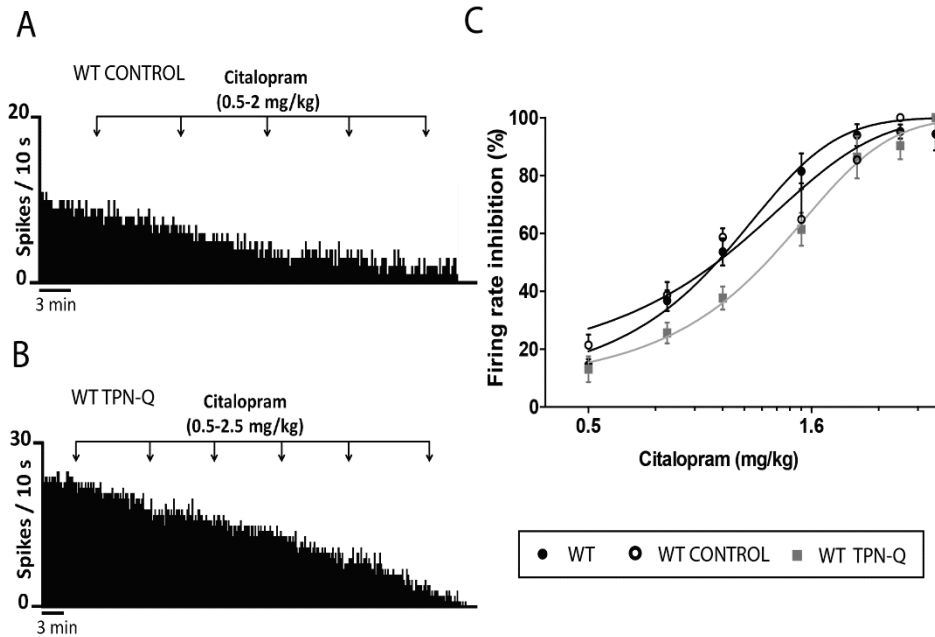 A
WT CONTROL
Citalopram
(0.5-2 mg/kg)
20
Spikes / 10 s
0
3 min
B
WT TPN-Q
Citalopram
(0.5-2.5 mg/kg)
30
Spikes / 10 s
0
3 min
C
Firing rate inhibition (%)
100
80
60
40
20
0
0.5
1.6
Citalopram (mg/kg)
WT WT CONTROL WT TPN-Q